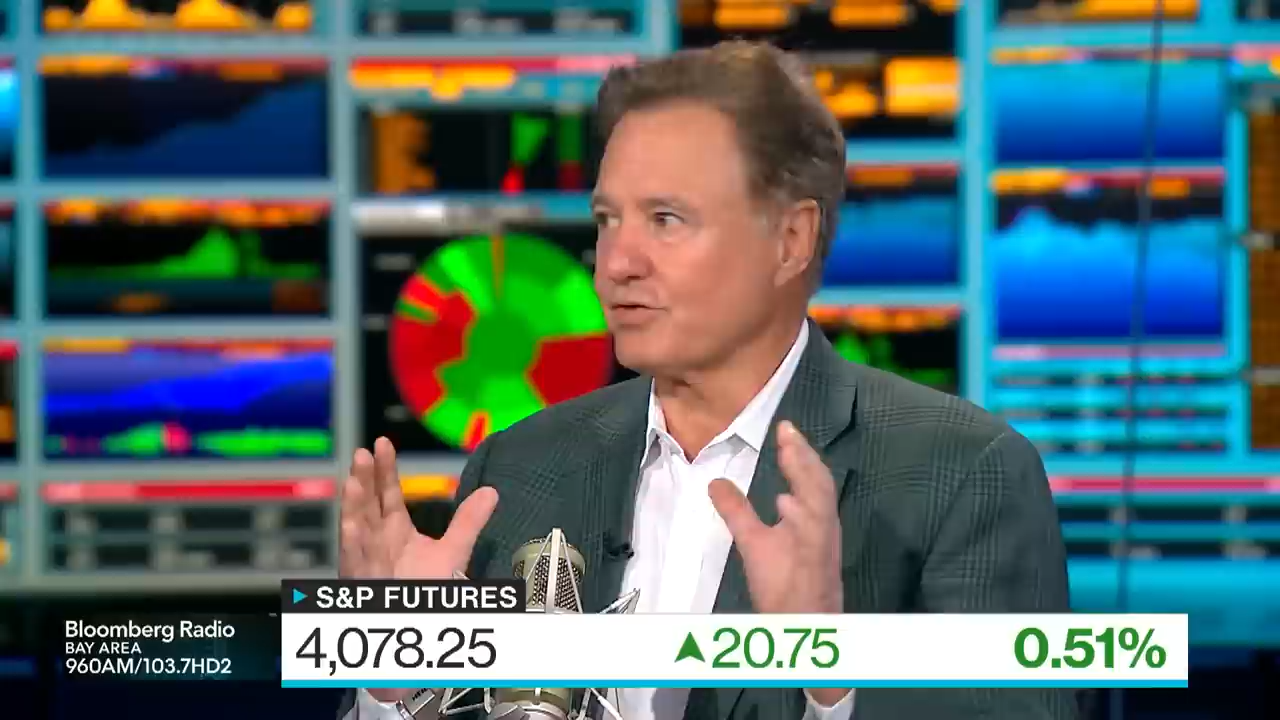 S&P FUTURES
4,078.25 ▲20.75 0.51%
Bloomberg Radio
BAY AREA
960AM/103.7HD2